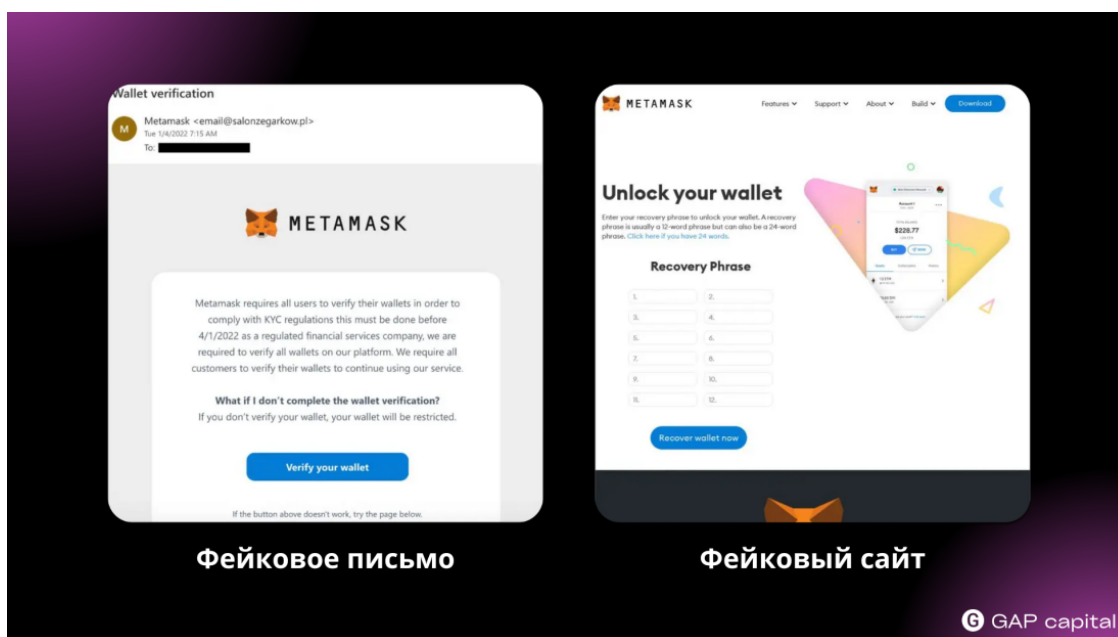 Wallet verification
M
Metamask <email@salonzegarkow.pl>
Tue 1/4/2022 7:15 AM
To:
METAMASK
Metamask requires all users to verify their wallets in order to
comply with KYC regulations this must be done before
4/1/2022 as a regulated financial services company, we are
required to verify all wallets on our platform. We require all
customers to verify their wallets to continue using our service.
What if I don't complete the wallet verification?
If you don't verify your wallet, your wallet will be restricted.
Verify your wallet
If the button above doesn't work, try the page below.
Фейковое письмо
METAMASK
Features
Support
About
Build
Download
Unlock your wallet
Enter your recovery phrase to unlock your wallet. A recovery
phrase is usually a 12-word phrase but can also be a 24-word
phrase. Click here if you have 24 words.
Recovery Phrase
1. 2.
3. 4.
5. 6.
7. 8.
9. 10.
11. 12.
Recover wallet now
$228.77
Фейковый сайт
GAP capital